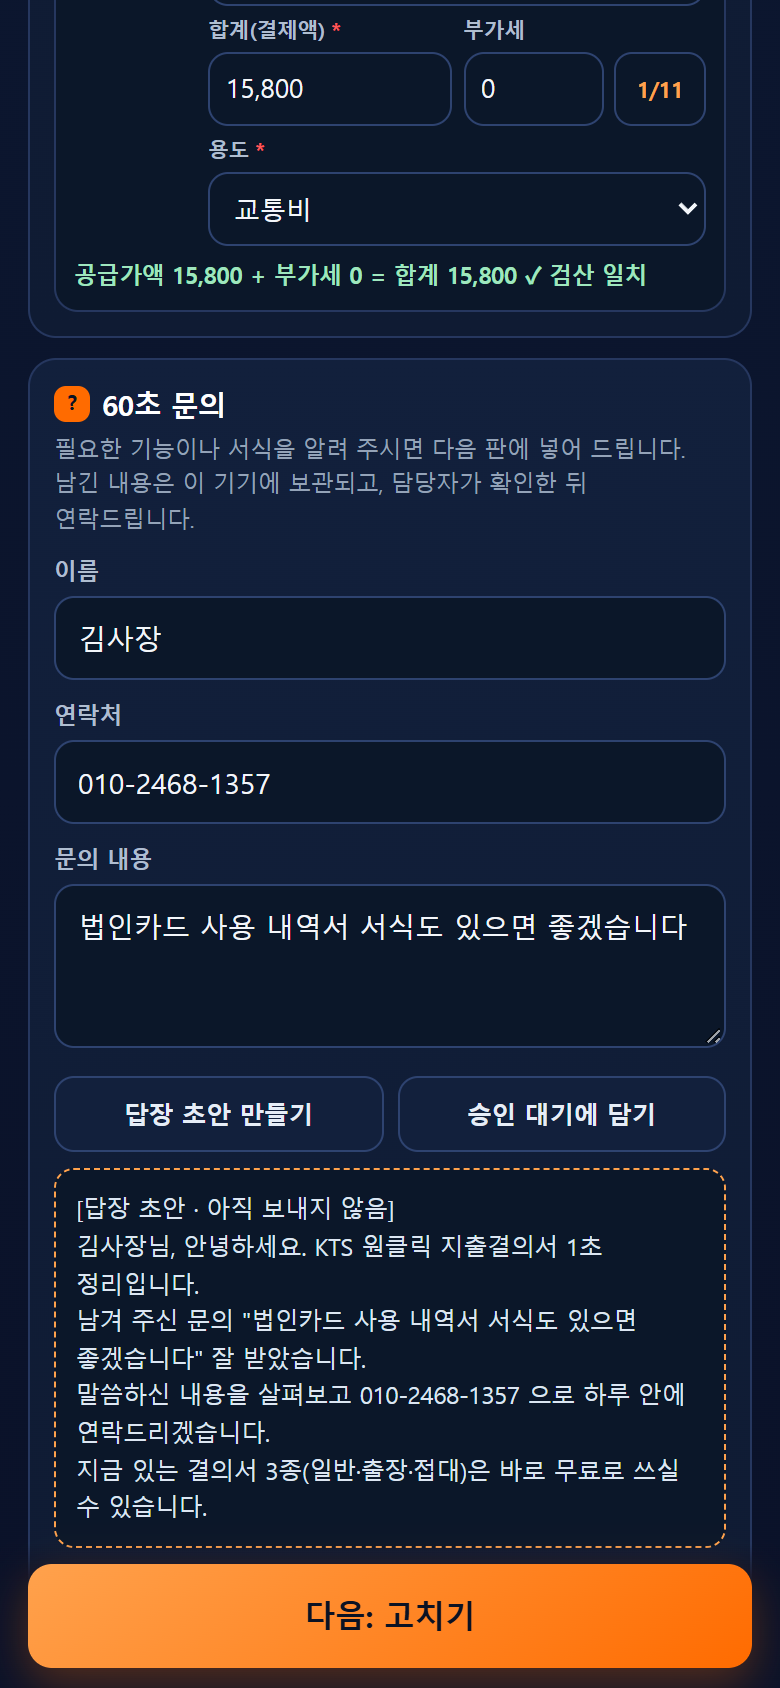 합계(결제액) *
부가세
15,800
0
1/11
용도 *
교통비
공급가액 15,800 + 부가세 0 = 합계 15,800 ✓ 검산 일치
? 60초 문의
필요한 기능이나 서식을 알려 주시면 다음 판에 넣어 드립니다.
남긴 내용은 이 기기에 보관되고, 담당자가 확인한 뒤
연락드립니다.
이름
김사장
연락처
010-2468-1357
문의 내용
법인카드 사용 내역서 서식도 있으면 좋겠습니다
답장 초안 만들기
승인 대기에 담기
[답장 초안 · 아직 보내지 않음]
김사장님, 안녕하세요. KTS 원클릭 지출결의서 1초
정리입니다.
남겨 주신 문의 "법인카드 사용 내역서 서식도 있으면
좋겠습니다" 잘 받았습니다.
말씀하신 내용을 살펴보고 010-2468-1357 으로 하루 안에
연락드리겠습니다.
지금 있는 결의서 3종(일반·출장·접대)은 바로 무료로 쓰실
수 있습니다.
다음: 고치기